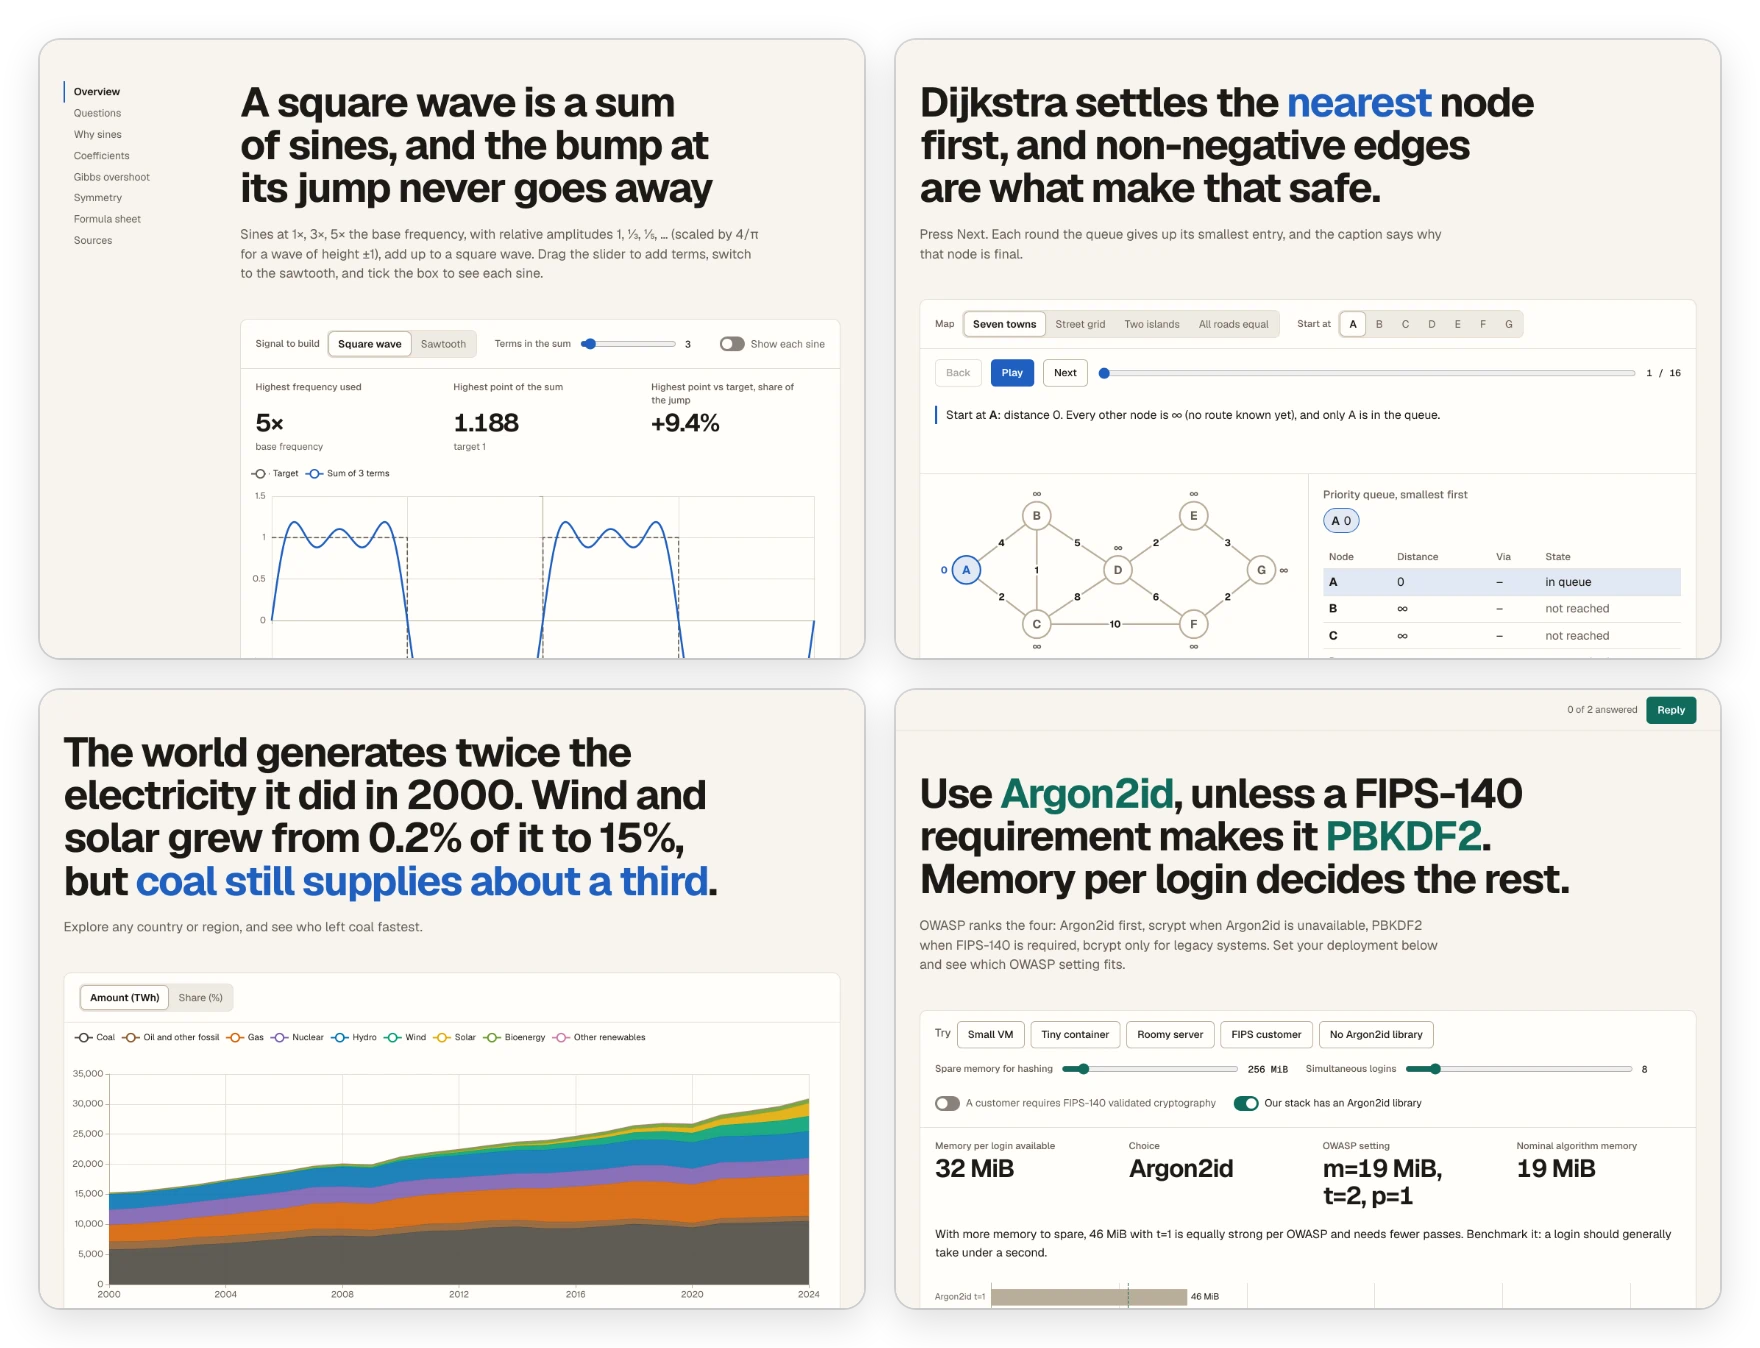 Overview
Questions
Why sines
Coefficients
Gibbs overshoot
Symmetry
Formula sheet
Sources
A square wave is a sum
of sines, and the bump at
its jump never goes away
Sines at 1×, 3×, 5× the base frequency, with relative amplitudes 1, ⅓, ⅕, … (scaled by 4/π
for a wave of height ±1), add up to a square wave. Drag the slider to add terms, switch
to the sawtooth, and tick the box to see each sine.
Signal to build Square wave Sawtooth Terms in the sum 3 Show each sine
Highest frequency used
5×
base frequency
Highest point of the sum
1.188
target 1
Highest point vs target, share of
the jump
+9.4%
Target Sum of 3 terms
1.5
1
0.5
0
Dijkstra settles the nearest node
first, and non-negative edges
are what make that safe.
Press Next. Each round the queue gives up its smallest entry, and the caption says why
that node is final.
Map Seven towns Street grid Two islands All roads equal Start at A B C D E F G
Back Play Next 1 / 16
Start at A: distance 0. Every other node is ∞ (no route known yet), and only A is in the queue.
∞ ∞
B E
4 5 ∞ 2 3
0 A 1 D G ∞
2 8 6 2
C 10 F
∞ ∞
Priority queue, smallest first
A 0
Node Distance Via State
A 0 – in queue
B ∞ – not reached
C ∞ – not reached
The world generates twice the
electricity it did in 2000. Wind and
solar grew from 0.2% of it to 15%,
but coal still supplies about a third.
Explore any country or region, and see who left coal fastest.
Amount (TWh) Share (%)
Coal Oil and other fossil Gas Nuclear Hydro Wind Solar Bioenergy Other renewables
35,000
30,000
25,000
20,000
15,000
10,000
5,000
0
2000 2004 2008 2012 2016 2020 2024
0 of 2 answered Reply
Use Argon2id, unless a FIPS-140
requirement makes it PBKDF2.
Memory per login decides the rest.
OWASP ranks the four: Argon2id first, scrypt when Argon2id is unavailable, PBKDF2
when FIPS-140 is required, bcrypt only for legacy systems. Set your deployment below
and see which OWASP setting fits.
Try Small VM Tiny container Roomy server FIPS customer No Argon2id library
Spare memory for hashing 256 MiB Simultaneous logins 8
A customer requires FIPS-140 validated cryptography Our stack has an Argon2id library
Memory per login available
32 MiB
Choice
Argon2id
OWASP setting
m=19 MiB,
t=2, p=1
Nominal algorithm memory
19 MiB
With more memory to spare, 46 MiB with t=1 is equally strong per OWASP and needs fewer passes. Benchmark it: a login should generally
take under a second.
Argon2id t=1 46 MiB